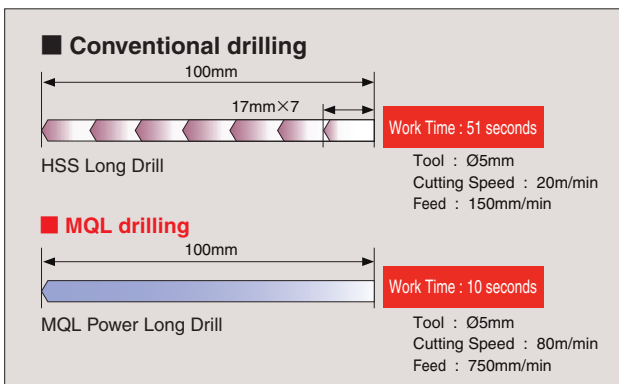 ■ Conventional drilling
100mm
17mm×7
Work Time : 51 seconds
HSS Long Drill
Tool : Ø5mm
Cutting Speed : 20m/min
Feed : 150mm/min
■ MQL drilling
100mm
Work Time : 10 seconds
MQL Power Long Drill
Tool : Ø5mm
Cutting Speed : 80m/min
Feed : 750mm/min